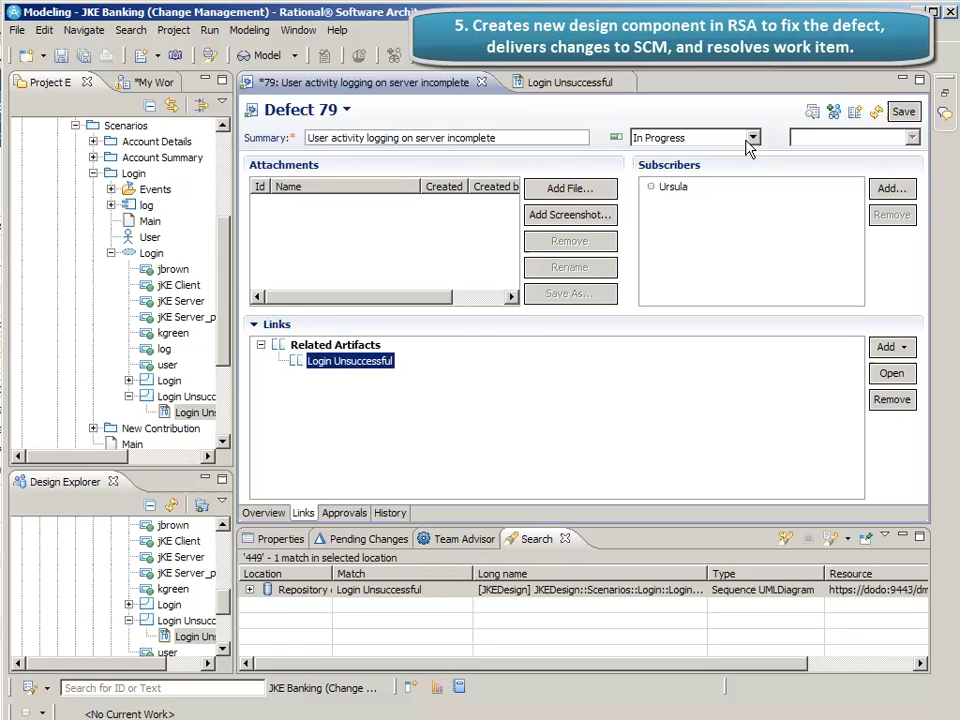 Modeling - JKE Banking (Change Management) - Rational® Software Archit
5. Creates new design component in RSA to fix the defect,
delivers changes to SCM, and resolves work item.
File Edit Navigate Search Project Run Modeling Window Help
Model
Project E
*My Wor
*79: User activity logging on server incomplete
Login Unsuccessful
Defect 79
Save
Summary:*
User activity logging on server incomplete
In Progress
Attachments
Subscribers
Id Name Created Created b
Add File...
Add Screenshot...
Remove
Rename
Save As...
Ursula
Add...
Remove
Scenarios
Account Details
Account Summary
Login
Events
log
Main
User
Login
jbrown
jKE Client
jKE Server
jKE Server_p
kgreen
log
user
Login
Login Unsucc
Login Uns
New Contribution
Main
Links
Related Artifacts
Login Unsuccessful
Add
Open
Remove
Overview Links Approvals History
Design Explorer
jbrown
jKE Client
jKE Server
jKE Server_p
kgreen
Login
Login Unsucc
Login Uns
user
Properties Pending Changes Team Advisor Search
'449' - 1 match in selected location
Location Match Long name Type Resource
Repository Login Unsuccessful [JKEDesign] JKEDesign::Scenarios::Login::Login... Sequence UMLDiagram https://dodo:9443/dm
Search for ID or Text
JKE Banking (Change ...
<No Current Work>